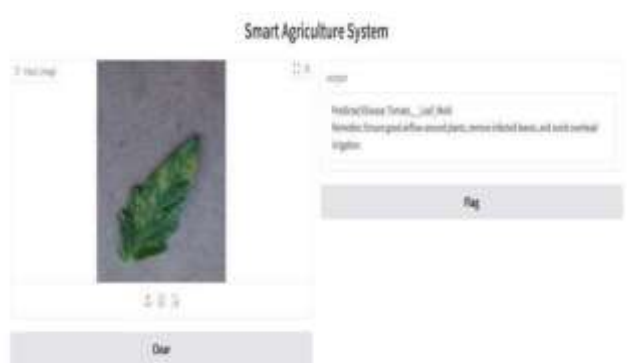 Smart Agriculture System
output
Predicted Disease: Tomato___Leaf_Mold
Remedies: Ensure good airflow around plants, remove infected leaves, and avoid overhead
irrigation.
Flag
Clear